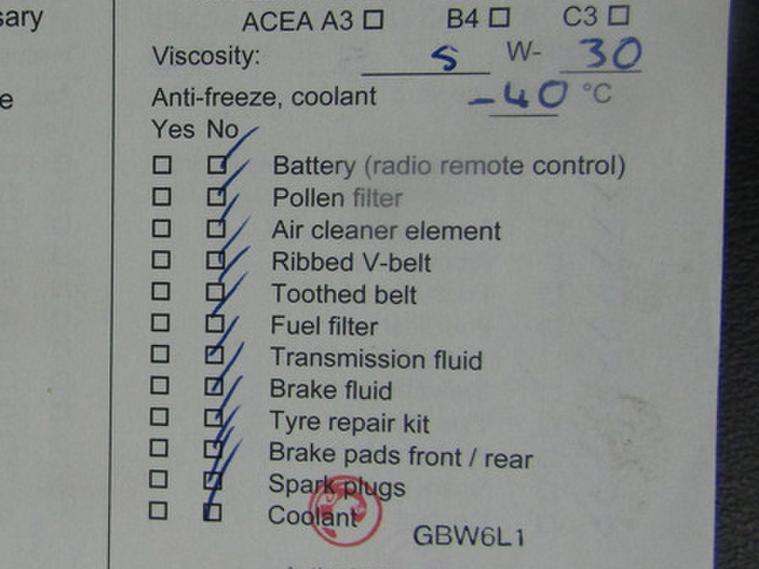 sary
ACEA A3 B4 C3
Viscosity: 5 W- 30
e
Anti-freeze, coolant -40 °C
Yes No
Battery (radio remote control)
Pollen filter
Air cleaner element
Ribbed V-belt
Toothed belt
Fuel filter
Transmission fluid
Brake fluid
Tyre repair kit
Brake pads front / rear
Spark plugs
Coolant
GBW6L1